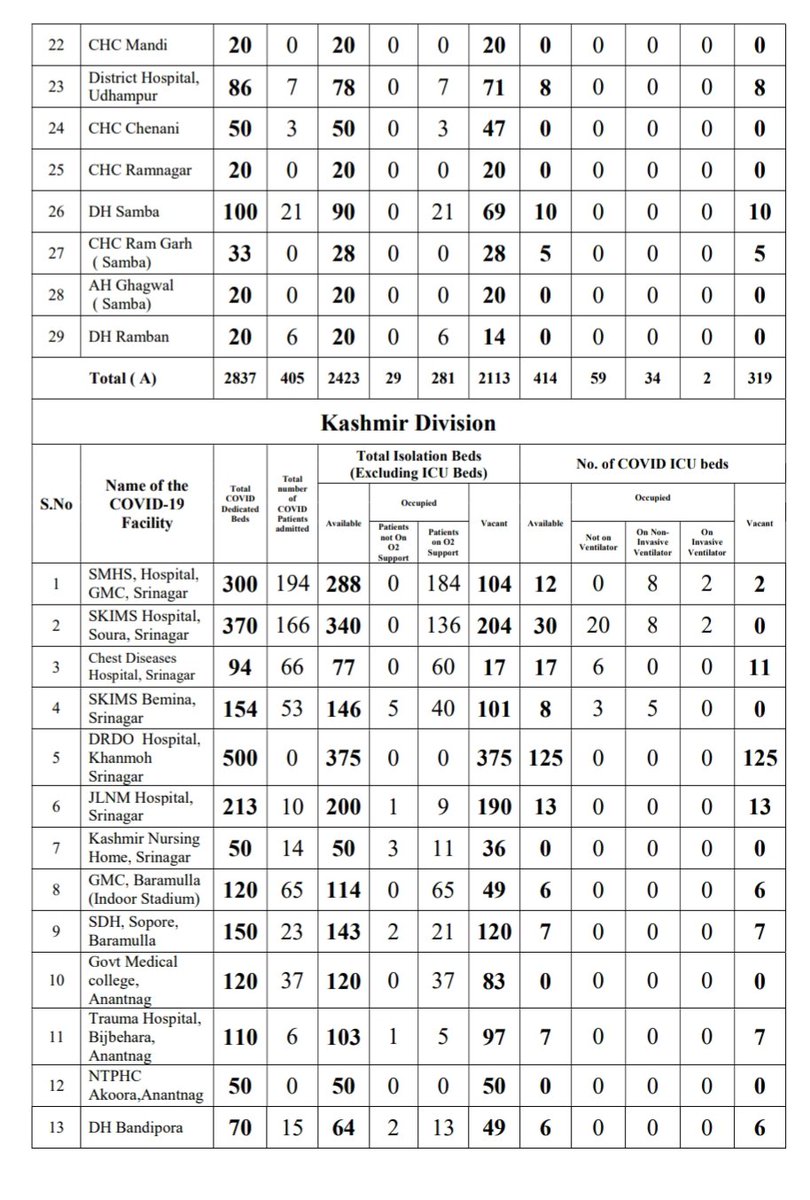 22 CHC Mandi 20 0 20 0 0 20 0 0 0 0 0
23 District Hospital, Udhampur 86 7 78 0 7 71 8 0 0 0 8
24 CHC Chenani 50 3 50 0 3 47 0 0 0 0 0
25 CHC Ramnagar 20 0 20 0 0 20 0 0 0 0 0
26 DH Samba 100 21 90 0 21 69 10 0 0 0 10
27 CHC Ram Garh ( Samba) 33 0 28 0 0 28 5 0 0 0 5
28 AH Ghagwal ( Samba) 20 0 20 0 0 20 0 0 0 0 0
29 DH Ramban 20 6 20 0 6 14 0 0 0 0 0
Total ( A) 2837 405 2423 29 281 2113 414 59 34 2 319
Kashmir Division
S.No
Name of the
COVID-19
Facility
Total
COVID
Dedicated
Beds
Total
number
of
COVID
Patients
admitted
Total Isolation Beds
(Excluding ICU Beds)
Available
Occupied
Patients
not On
O2
Support
Patients
on O2
Support
Vacant
No. of COVID ICU beds
Available
Occupied
Not on
Ventilator
On Non-
Invasive
Ventilator
On
Invasive
Ventilator
Vacant
1 SMHS, Hospital, GMC, Srinagar 300 194 288 0 184 104 12 0 8 2 2
2 SKIMS Hospital, Soura, Srinagar 370 166 340 0 136 204 30 20 8 2 0
3 Chest Diseases Hospital, Srinagar 94 66 77 0 60 17 17 6 0 0 11
4 SKIMS Bemina, Srinagar 154 53 146 5 40 101 8 3 5 0 0
5 DRDO Hospital, Khanmoh Srinagar 500 0 375 0 0 375 125 0 0 0 125
6 JLNM Hospital, Srinagar 213 10 200 1 9 190 13 0 0 0 13
7 Kashmir Nursing Home, Srinagar 50 14 50 3 11 36 0 0 0 0 0
8 GMC, Baramulla (Indoor Stadium) 120 65 114 0 65 49 6 0 0 0 6
9 SDH, Sopore, Baramulla 150 23 143 2 21 120 7 0 0 0 7
10 Govt Medical college, Anantnag 120 37 120 0 37 83 0 0 0 0 0
11 Trauma Hospital, Bijbehara, Anantnag 110 6 103 1 5 97 7 0 0 0 7
12 NTPHC Akoora,Anantnag 50 0 50 0 0 50 0 0 0 0 0
13 DH Bandipora 70 15 64 2 13 49 6 0 0 0 6